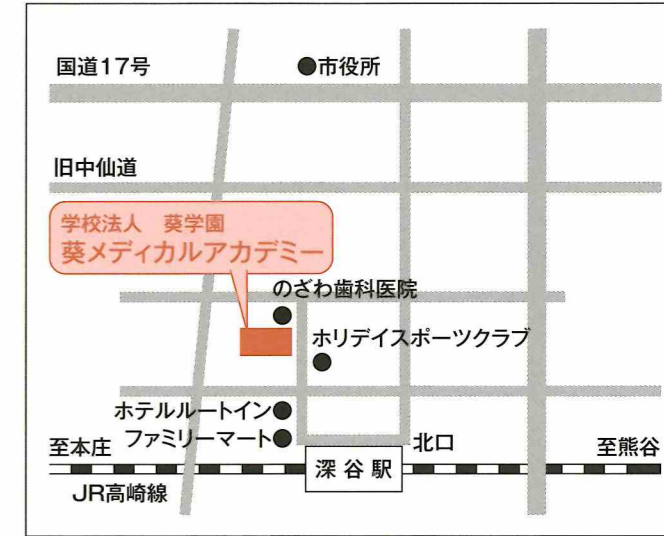 国道17号
●市役所
旧中仙道
学校法人　葵学園
葵メディカルアカデミー
のざわ歯科医院
ホリデイスポーツクラブ
ホテルルートイン
ファミリーマート
北口
至本庄
至熊谷
深谷駅
JR高崎線